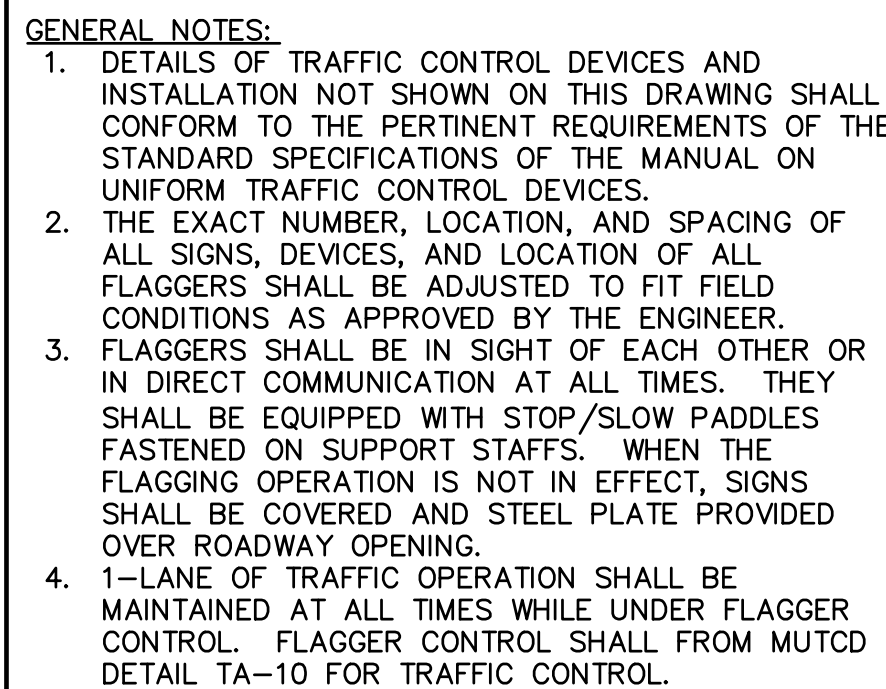 GENERAL NOTES:
1. DETAILS OF TRAFFIC CONTROL DEVICES AND
INSTALLATION NOT SHOWN ON THIS DRAWING SHALL
CONFORM TO THE PERTINENT REQUIREMENTS OF THE
STANDARD SPECIFICATIONS OF THE MANUAL ON
UNIFORM TRAFFIC CONTROL DEVICES.
2. THE EXACT NUMBER, LOCATION, AND SPACING OF
ALL SIGNS, DEVICES, AND LOCATION OF ALL
FLAGGERS SHALL BE ADJUSTED TO FIT FIELD
CONDITIONS AS APPROVED BY THE ENGINEER.
3. FLAGGERS SHALL BE IN SIGHT OF EACH OTHER OR
IN DIRECT COMMUNICATION AT ALL TIMES. THEY
SHALL BE EQUIPPED WITH STOP/SLOW PADDLES
FASTENED ON SUPPORT STAFFS. WHEN THE
FLAGGING OPERATION IS NOT IN EFFECT, SIGNS
SHALL BE COVERED AND STEEL PLATE PROVIDED
OVER ROADWAY OPENING.
4. 1-LANE OF TRAFFIC OPERATION SHALL BE
MAINTAINED AT ALL TIMES WHILE UNDER FLAGGER
CONTROL. FLAGGER CONTROL SHALL FROM MUTCD
DETAIL TA-10 FOR TRAFFIC CONTROL.